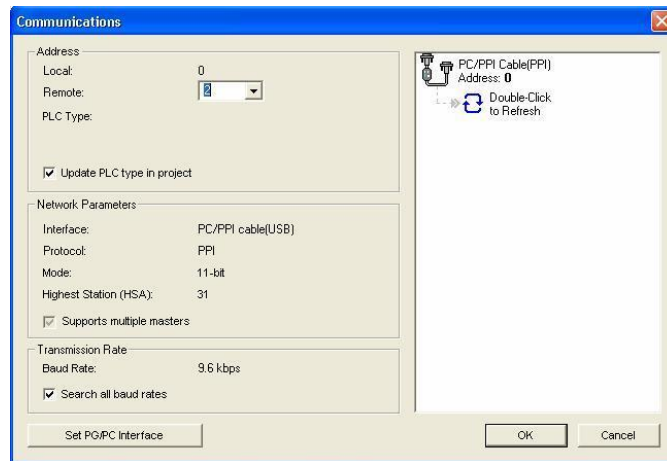 Communications
Address
Local: 0
Remote: 2
PLC Type:
Update PLC type in project
Network Parameters
Interface: PC/PPI cable(USB)
Protocol: PPI
Mode: 11-bit
Highest Station (HSA): 31
Supports multiple masters
Transmission Rate
Baud Rate: 9.6 kbps
Search all baud rates
Set PG/PC Interface
PC/PPI Cable(PPI)
Address: 0
Double-Click
to Refresh
OK
Cancel